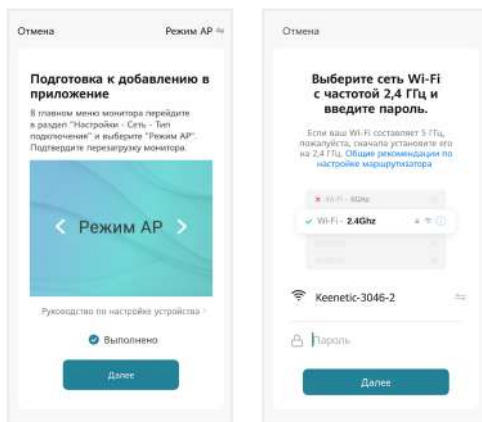 Отмена
Режим AP
Подготовка к добавлению в
приложение
В главном меню монитора перейдите
в раздел "Настройки - Сеть - Тип
подключения" и выберите "Режим AP".
Подтвердите перезагрузку монитора.
Режим AP
Руководство по настройке устройства
Выполнено
Далее
Отмена
Выберите сеть Wi-Fi
с частотой 2,4 ГГц и
введите пароль.
Если ваш Wi-Fi составляет 5 ГГц,
пожалуйста, сначала установите его
на 2,4 ГГц. Общие рекомендации по
настройке маршрутизатора
Wi-Fi -
Wi-Fi - 2.4Ghz
Keenetic-3046-2
Пароль
Далее